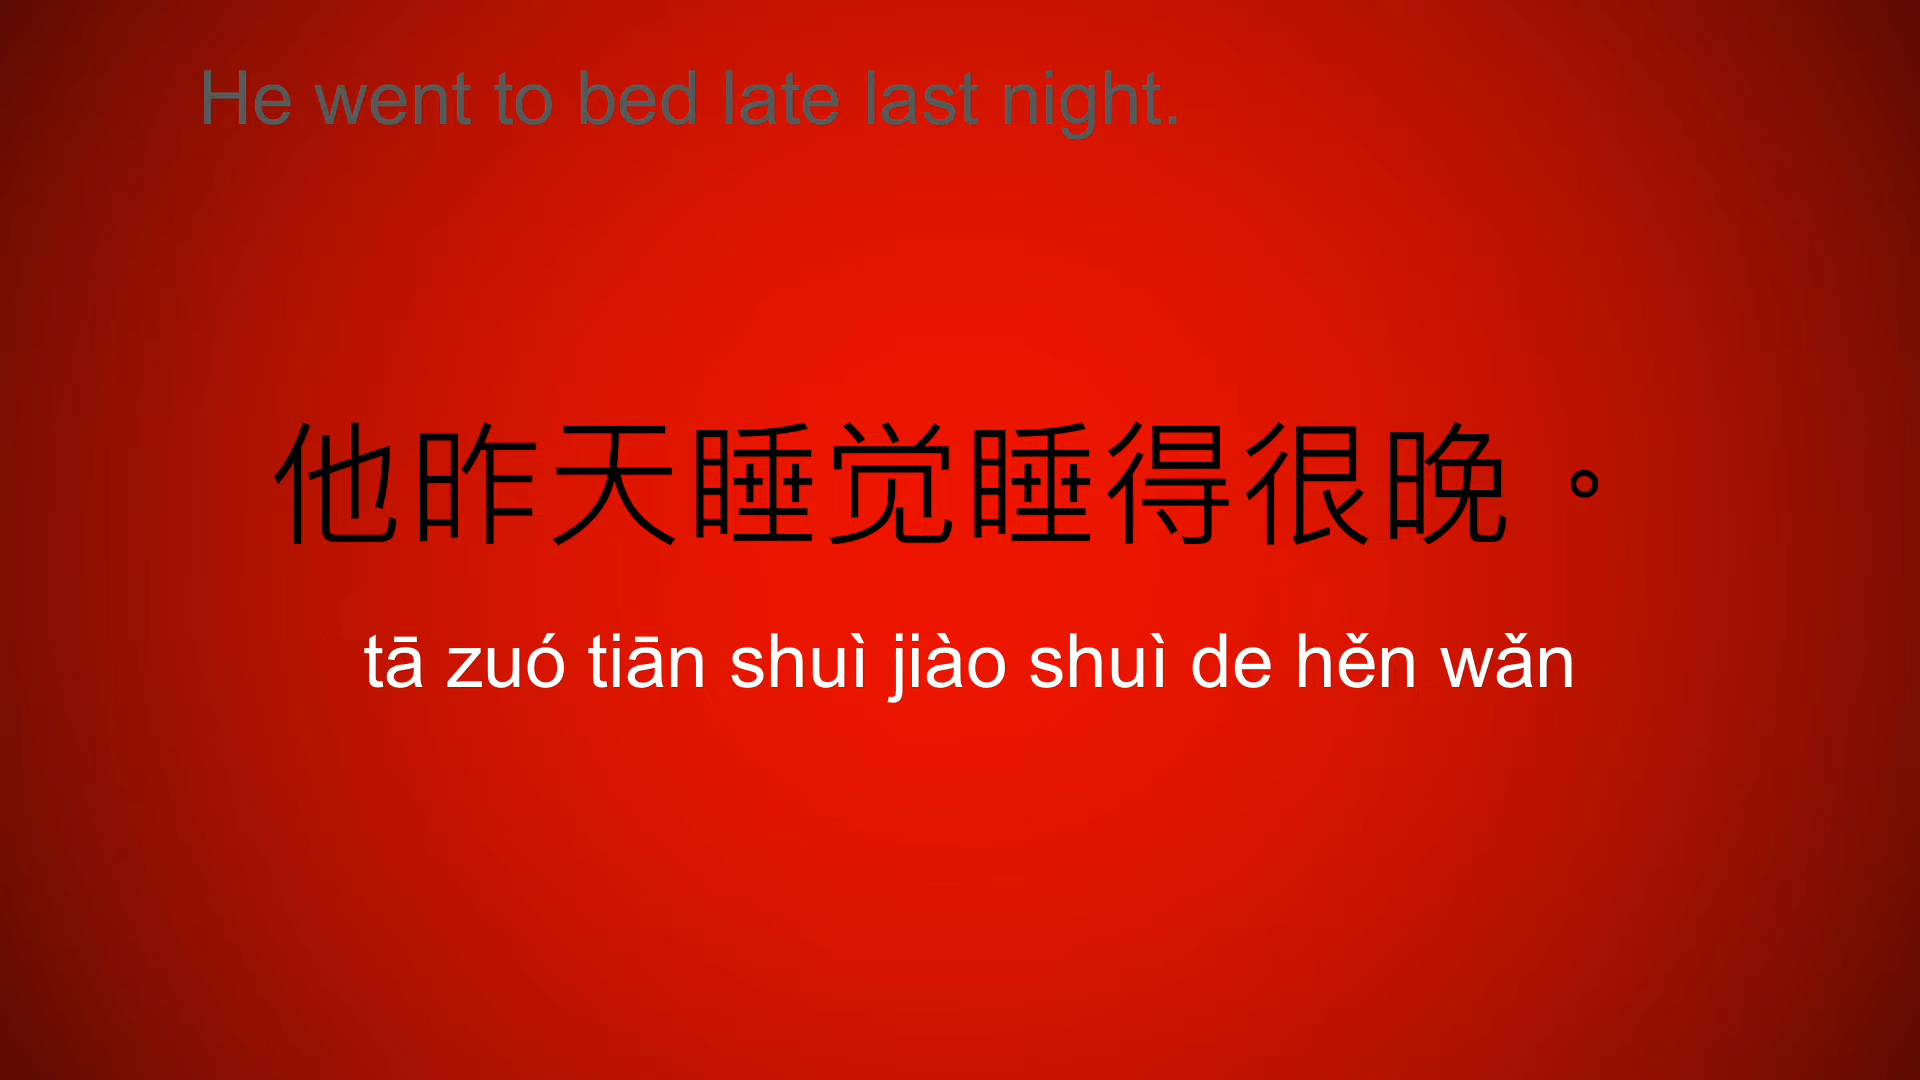 He went to bed late last night.
他昨天睡觉睡得很晚。
tā zuó tiān shuì jiào shuì de hěn wǎn